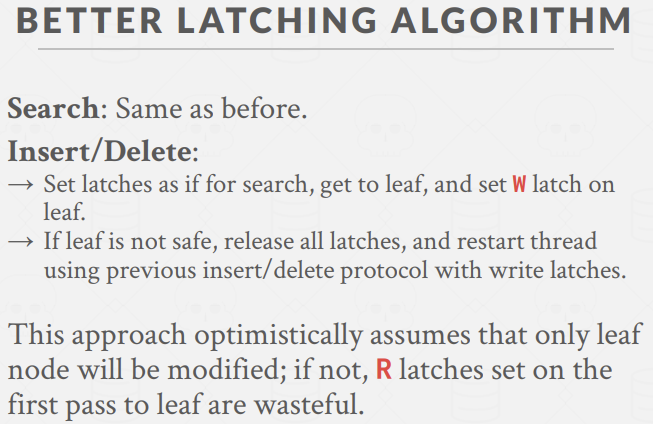 BETTER LATCHING ALGORITHM
Search: Same as before.
Insert/Delete:
→ Set latches as if for search, get to leaf, and set W latch on
leaf.
→ If leaf is not safe, release all latches, and restart thread
using previous insert/delete protocol with write latches.
This approach optimistically assumes that only leaf
node will be modified; if not, R latches set on the
first pass to leaf are wasteful.